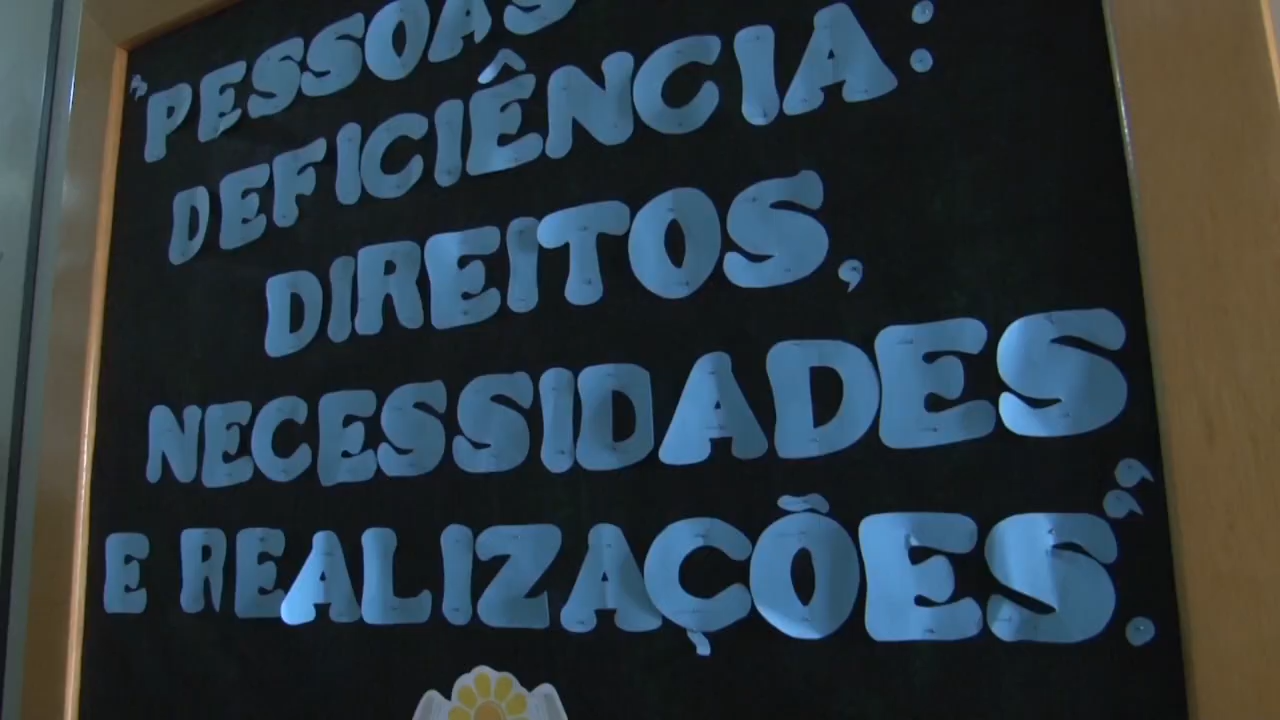 "PESSOAS
DEFICIÊNCIA:
DIREITOS,
NECESSIDADES
E REALIZAÇÕES".